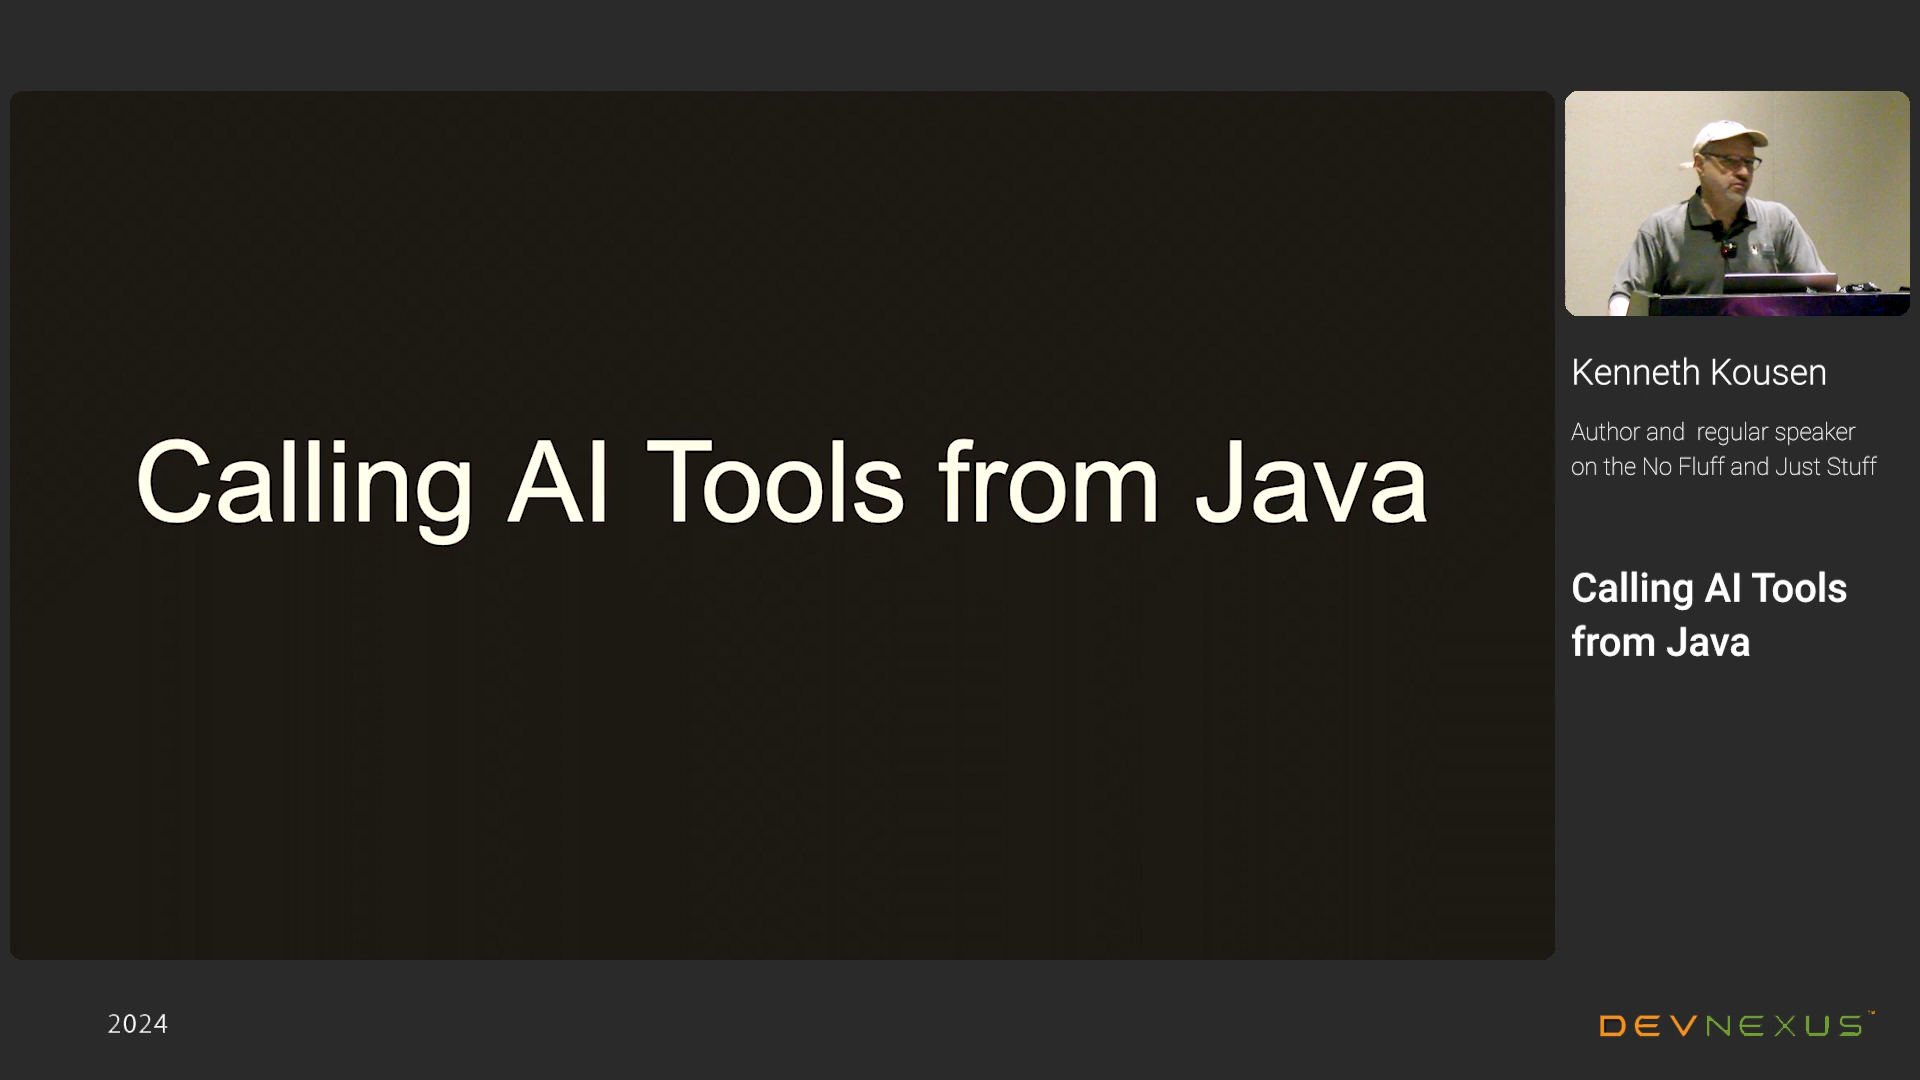 Calling AI Tools from Java
Kenneth Kousen
Author and regular speaker
on the No Fluff and Just Stuff
Calling AI Tools
from Java
2024
DEVNEXUS™